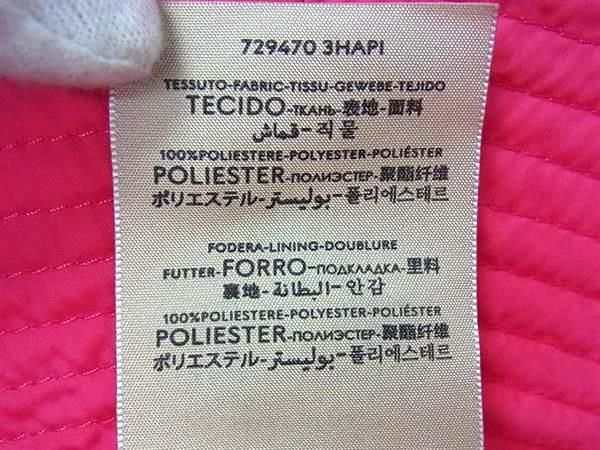 729470 3HAPI
TESSUTO-FABRIC-TISSU-GEWEBE-TEJIDO
TECIDO-ТКАНЬ-表地-面料
قماش-직물
100%POLIESTERE-POLYESTER-POLIÉSTER
POLIESTER-ПОЛИЭСТЕР-聚酯纤维
ポリエステル-بوليستر-폴리에스테르
FODERA-LINING-DOUBLURE
FUTTER-FORRO-ПОДКЛАДКА-里料
裏地-البطانة-안감
100%POLIESTERE-POLYESTER-POLIÉSTER
POLIESTER-ПОЛИЭСТЕР-聚酯纤维
ポリエステル-بوليستر-폴리에스테르